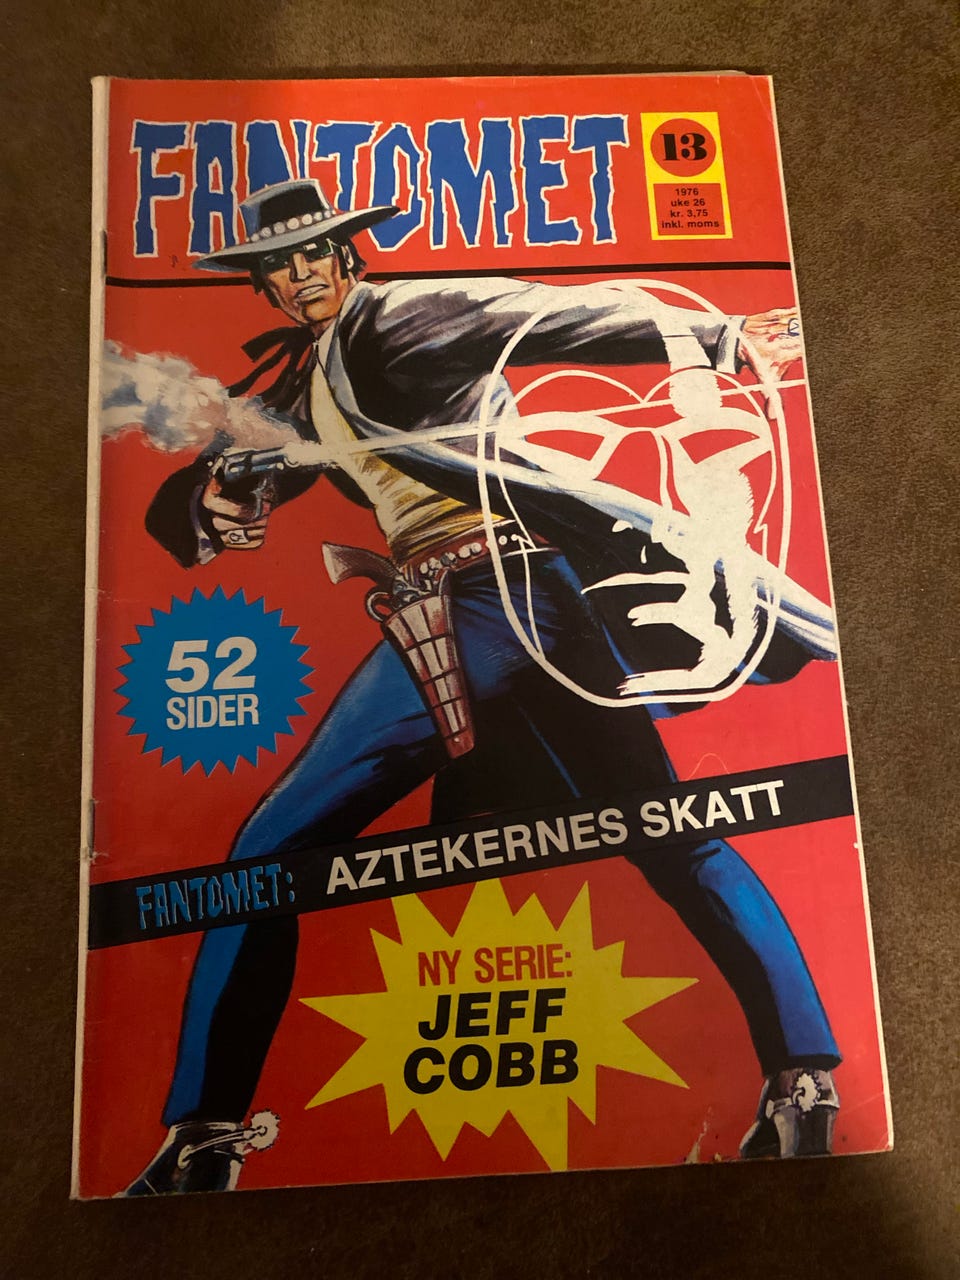 FANTOMET
13
1976
uke 26
kr. 3,75
inkl. moms
52
SIDER
FANTOMET: AZTEKERNES SKATT
NY SERIE:
JEFF
COBB